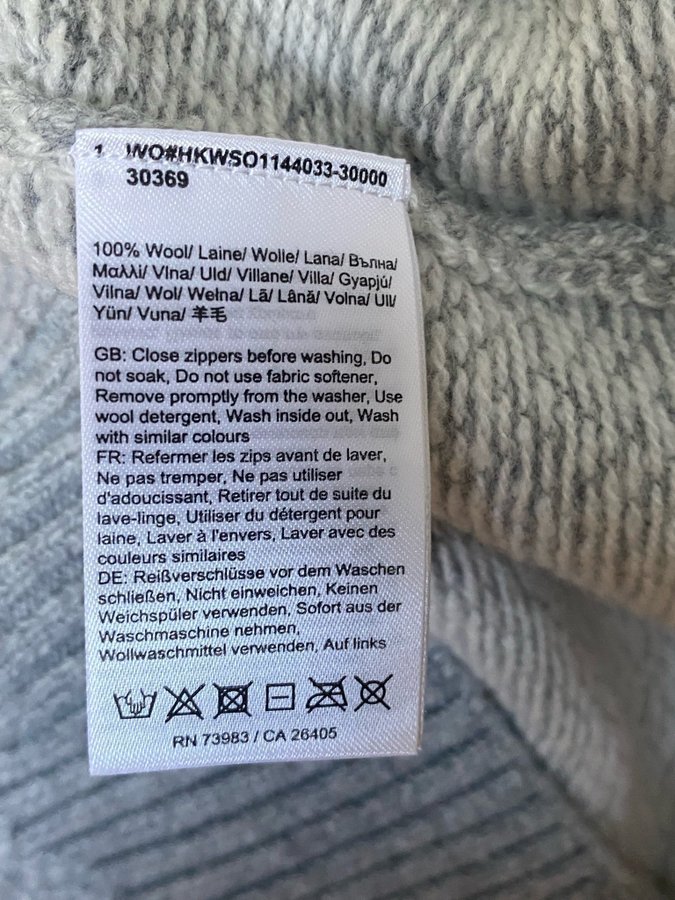 1 WO#HKWSO1144033-30000
30369
100% Wool/ Laine/ Wolle/ Lana/ Вълна/
Μαλλί/ Vlna/ Uld/ Villane/ Villa/ Gyapjú/
Vilna/ Wol/ Wełna/ Lã/ Lână/ Volna/ Ull/
Yün/ Vuna/ 羊毛
GB: Close zippers before washing, Do
not soak, Do not use fabric softener,
Remove promptly from the washer, Use
wool detergent, Wash inside out, Wash
with similar colours
FR: Refermer les zips avant de laver,
Ne pas tremper, Ne pas utiliser
d'adoucissant, Retirer tout de suite du
lave-linge, Utiliser du détergent pour
laine, Laver à l'envers, Laver avec des
couleurs similaires
DE: Reißverschlüsse vor dem Waschen
schließen, Nicht einweichen, Keinen
Weichspüler verwenden, Sofort aus der
Waschmaschine nehmen,
Wollwaschmittel verwenden, Auf links
RN 73983 / CA 26405